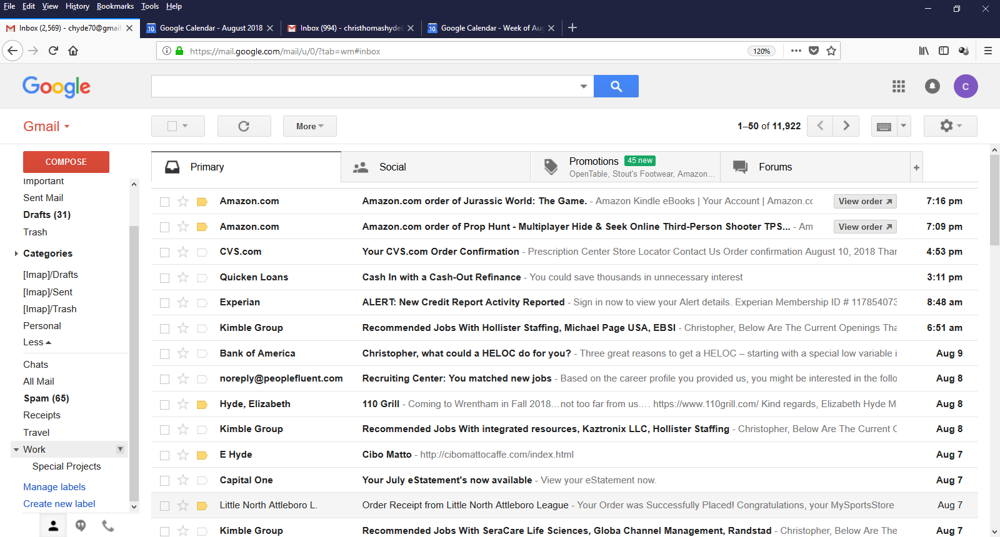 File Edit View History Bookmarks Tools Help
Inbox (2,569) - chyde70@gmail
Google Calendar - August 2018
Inbox (994) - christhomashyde
Google Calendar - Week of Aug
https://mail.google.com/mail/u/0/?tab=wm#inbox
120%
Google
C
Gmail
More
1–50 of 11,922
COMPOSE
Important
Sent Mail
Drafts (31)
Trash
Categories
[Imap]/Drafts
[Imap]/Sent
[Imap]/Trash
Personal
Less
Chats
All Mail
Spam (65)
Receipts
Travel
Work
Special Projects
Manage labels
Create new label
Primary
Social
Promotions 45 new
OpenTable, Stout's Footwear, Amazon...
Forums
+
Amazon.com Amazon.com order of Jurassic World: The Game. - Amazon Kindle eBooks | Your Account | Amazon.cc View order 7:16 pm
Amazon.com Amazon.com order of Prop Hunt - Multiplayer Hide & Seek Online Third-Person Shooter TPS... - Am View order 7:09 pm
CVS.com Your CVS.com Order Confirmation - Prescription Center Store Locator Contact Us Order confirmation August 10, 2018 Than 4:53 pm
Quicken Loans Cash In with a Cash-Out Refinance - You could save thousands in unnecessary interest 3:11 pm
Experian ALERT: New Credit Report Activity Reported - Sign in now to view your Alert details. Experian Membership ID # 117854073 8:48 am
Kimble Group Recommended Jobs With Hollister Staffing, Michael Page USA, EBSI - Christopher, Below Are The Current Openings Tha 6:51 am
Bank of America Christopher, what could a HELOC do for you? - Three great reasons to get a HELOC – starting with a special low variable i Aug 9
noreply@peoplefluent.com Recruiting Center: You matched new jobs - Based on the career profile you provided us, you might be interested in the follo Aug 8
Hyde, Elizabeth 110 Grill - Coming to Wrentham in Fall 2018…not too far from us…. https://www.110grill.com/ Kind regards, Elizabeth Hyde M Aug 8
Kimble Group Recommended Jobs With integrated resources, Kaztronix LLC, Hollister Staffing - Christopher, Below Are The Current C Aug 8
E Hyde Cibo Matto - http://cibomattocaffe.com/index.html Aug 7
Capital One Your July eStatement's now available - View your eStatement now. Aug 7
Little North Attleboro L. Order Receipt from Little North Attleboro League - Your Order was Successfully Placed! Congratulations, your MySportsStore Aug 7
Kimble Group Recommended Jobs With SeraCare Life Sciences, Globa Channel Management, Randstad - Christopher, Below Are The Aug 7